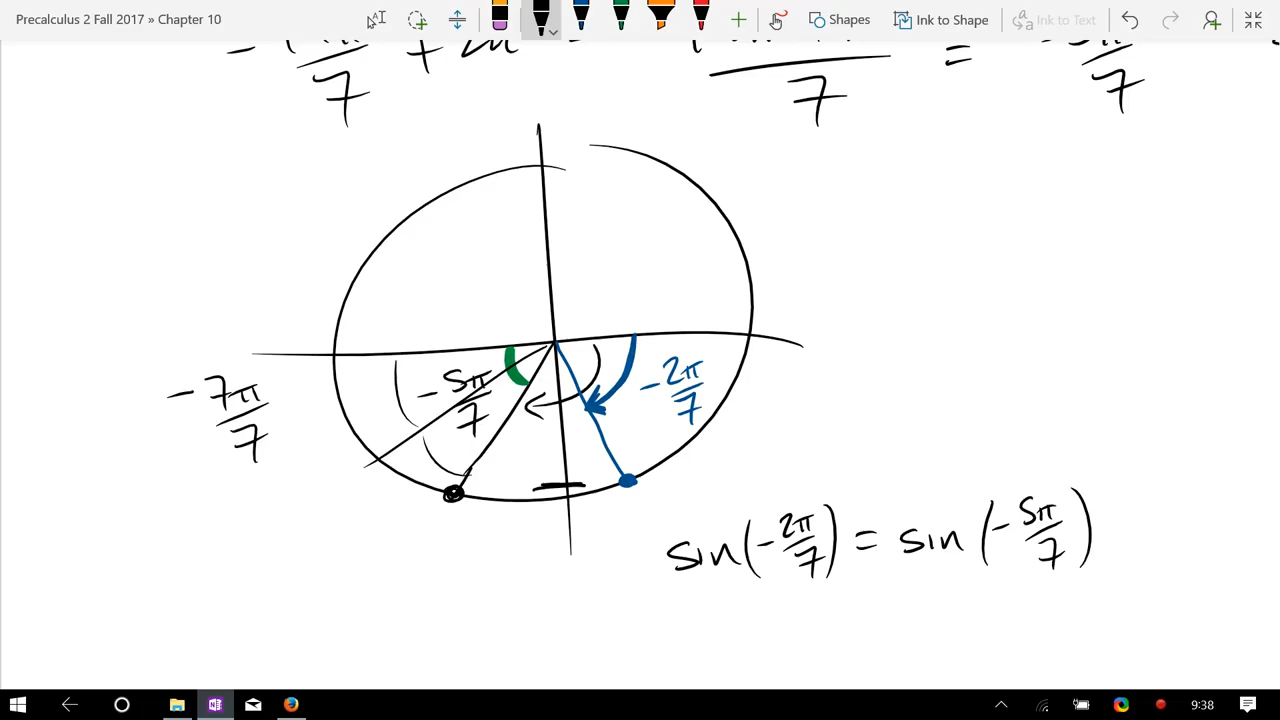 Precalculus 2 Fall 2017 » Chapter 10
Shapes
Ink to Shape
Ink to Text
7
7
=
7
-2π/7
-5π/7
-7π/7
sin(-2π/7) = sin(-5π/7)
9:38